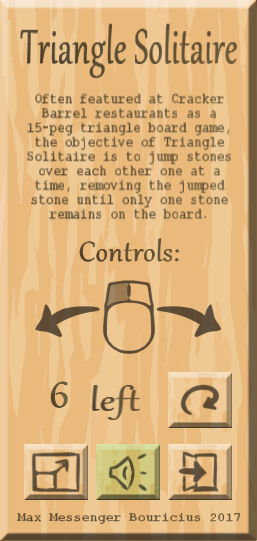 Triangle Solitaire
Often featured at Cracker
Barrel restaurants as a
15-peg triangle board game,
the objective of Triangle
Solitaire is to jump stones
over each other one at a
time, removing the jumped
stone until only one stone
remains on the board.
Controls:
6 left
Max Messenger Bouricius 2017